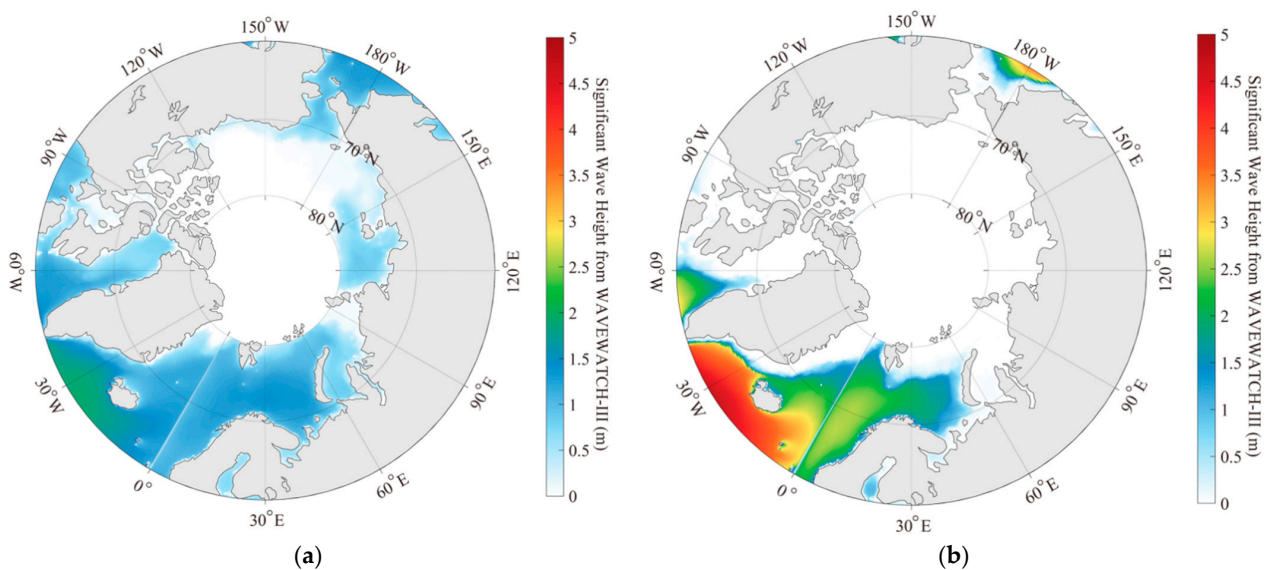 150°W
180°W
150°E
120°E
90°E
60°E
30°E
0°
30°W
60°W
90°W
120°W
70°N
80°N
5
4.5
4
3.5
3
2.5
2
1.5
1
0.5
0
Significant Wave Height from WAVEWATCH-III (m)
(a)
150°W
180°W
150°E
120°E
90°E
60°E
30°E
0°
30°W
60°W
90°W
120°W
70°N
80°N
5
4.5
4
3.5
3
2.5
2
1.5
1
0.5
0
Significant Wave Height from WAVEWATCH-III (m)
(b)